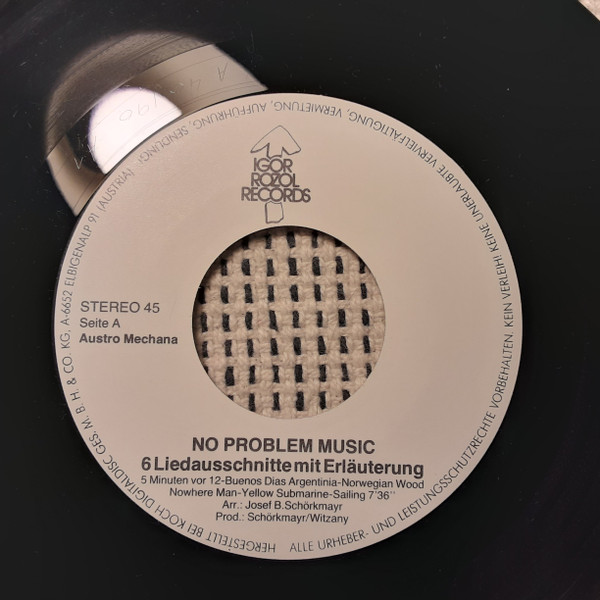 IGOR
ROZOL
RECORDS
STEREO 45
Seite A
Austro Mechana
NO PROBLEM MUSIC
6 Liedausschnitte mit Erläuterung
5 Minuten vor 12-Buenos Dias Argentinia-Norwegian Wood
Nowhere Man-Yellow Submarine-Sailing 7'36''
Arr.: Josef B.Schörkmayr
Prod.: Schörkmayr/Witzany
HERGESTELLT BEI KOCH DIGITALDISC GES. M. B. H. & CO. KG, A-6652 ELBIGENALP 91 (AUSTRIA)
ALLE URHEBER- UND LEISTUNGSSCHUTZRECHTE VORBEHALTEN. KEIN VERLEIH! KEINE UNERLAUBTE VERVIELFÄLTIGUNG, VERMIETUNG, AUFFÜHRUNG, SENDUNG!